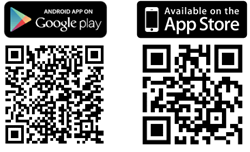 ANDROID APP ON
Google play
Available on the
App Store